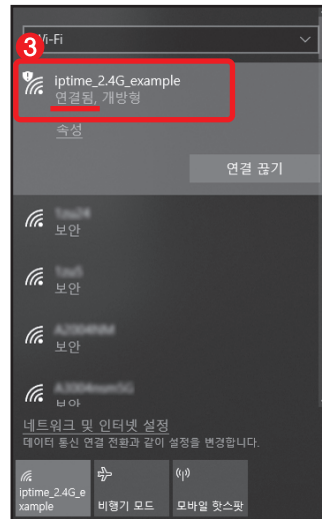 3
Wi-Fi
iptime_2.4G_example
연결됨, 개방형
속성
연결 끊기
보안
보안
보안
보안
네트워크 및 인터넷 설정
데이터 통신 연결 전환과 같이 설정을 변경합니다.
iptime_2.4G_e
xample
비행기 모드
모바일 핫스팟